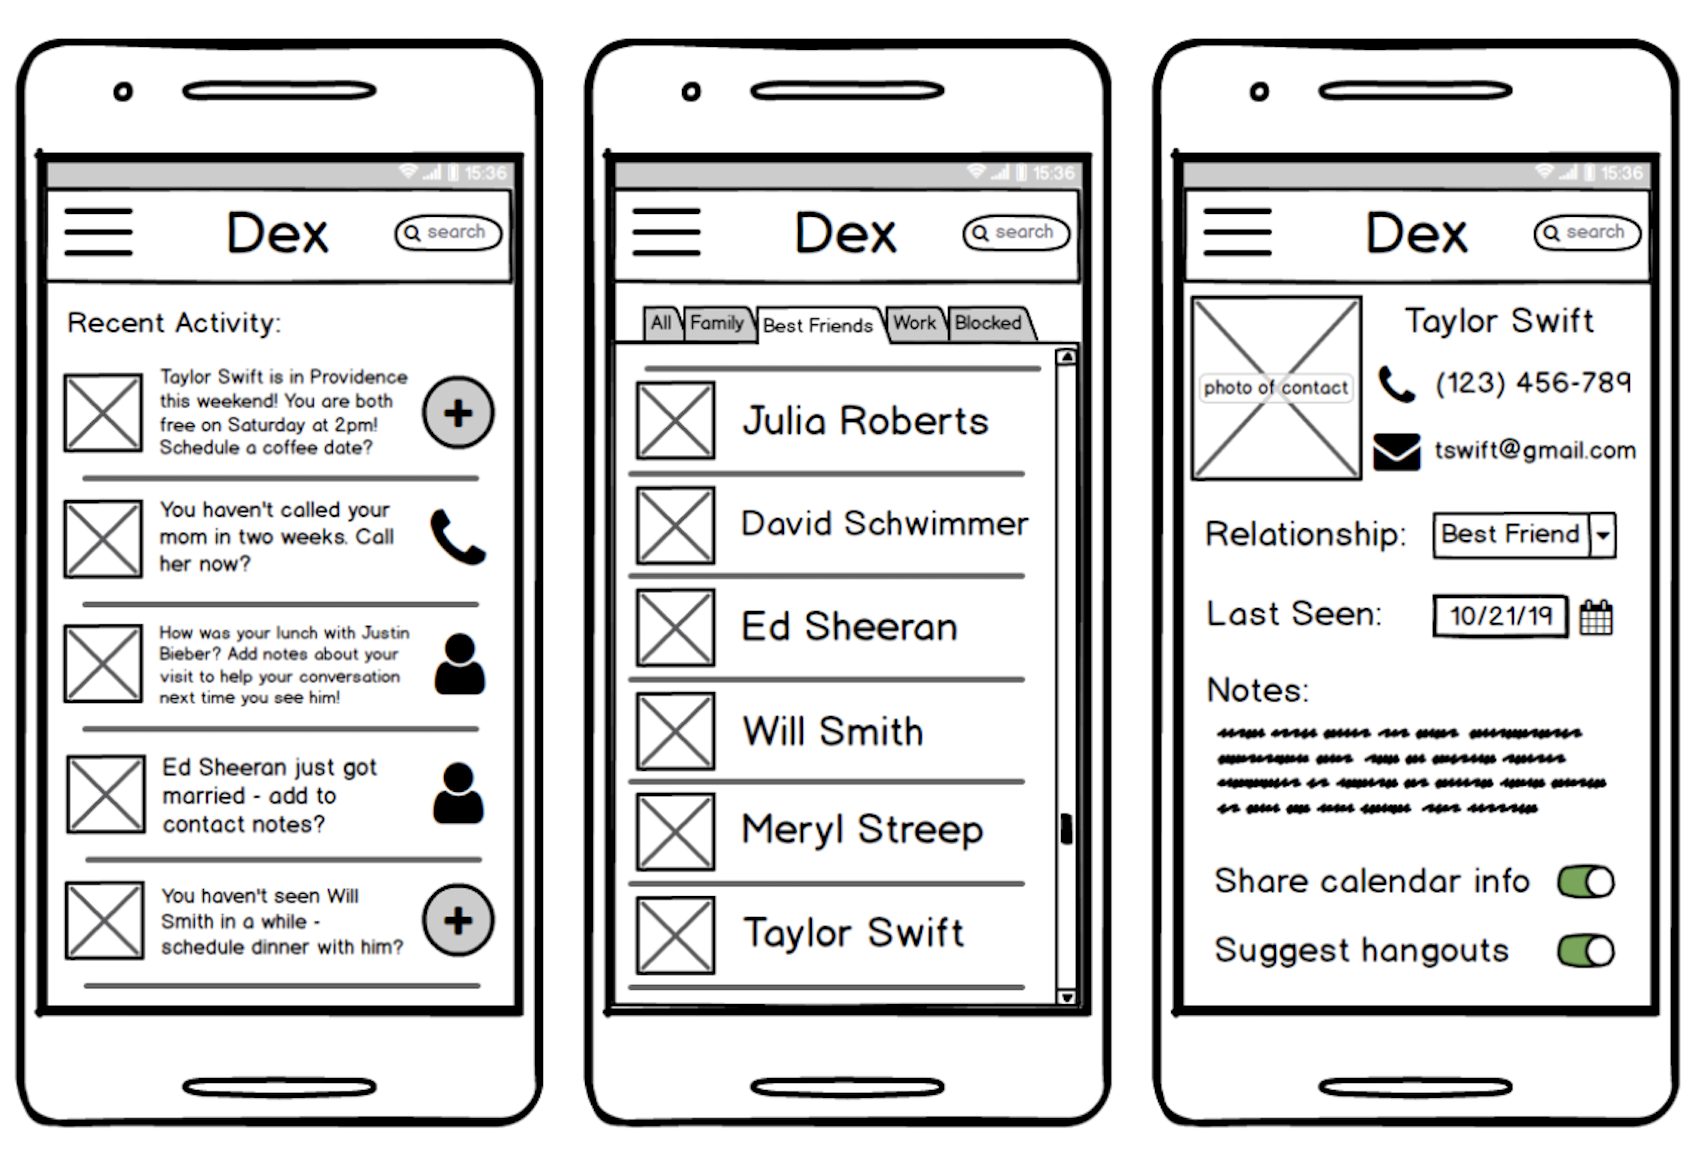 15:36
Dex
search
Recent Activity:
Taylor Swift is in Providence
this weekend! You are both
free on Saturday at 2pm!
Schedule a coffee date?
You haven't called your
mom in two weeks. Call
her now?
How was your lunch with Justin
Bieber? Add notes about your
visit to help your conversation
next time you see him!
Ed Sheeran just got
married - add to
contact notes?
You haven't seen Will
Smith in a while -
schedule dinner with him?
15:36
Dex
search
All Family Best Friends Work Blocked
Julia Roberts
David Schwimmer
Ed Sheeran
Will Smith
Meryl Streep
Taylor Swift
15:36
Dex
search
photo of contact
Taylor Swift
(123) 456-789
tswift@gmail.com
Relationship: Best Friend
Last Seen: 10/21/19
Notes:
Share calendar info
Suggest hangouts